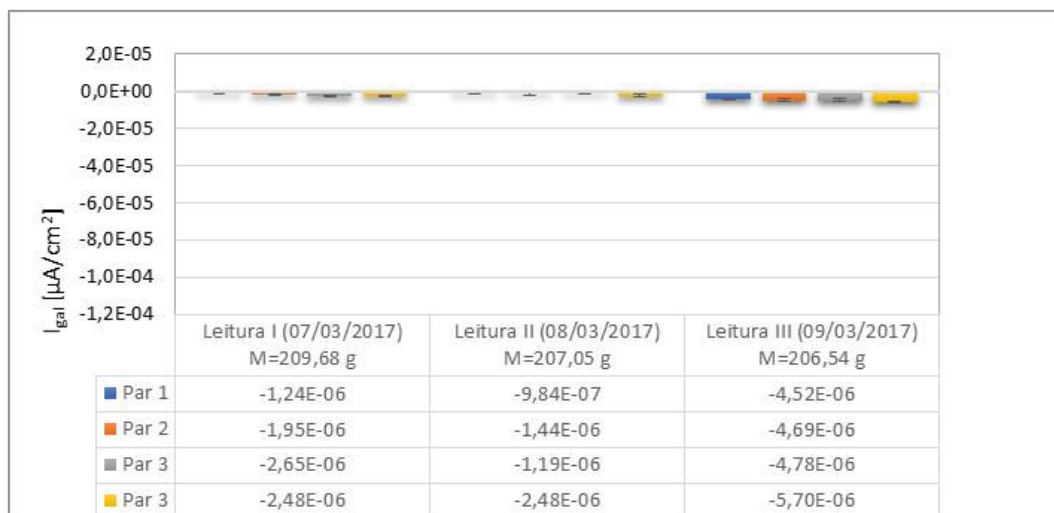 2,0E-05
0,0E+00
-2,0E-05
-4,0E-05
-6,0E-05
-8,0E-05
-1,0E-04
-1,2E-04
I_gal [µA/cm²]
Leitura I (07/03/2017) Leitura II (08/03/2017) Leitura III (09/03/2017)
M=209,68 g M=207,05 g M=206,54 g
Par 1 -1,24E-06 -9,84E-07 -4,52E-06
Par 2 -1,95E-06 -1,44E-06 -4,69E-06
Par 3 -2,65E-06 -1,19E-06 -4,78E-06
Par 3 -2,48E-06 -2,48E-06 -5,70E-06